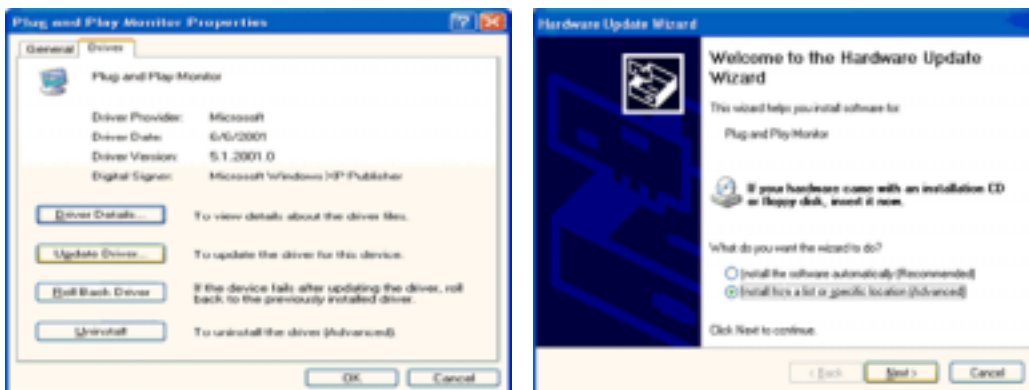 Plug and Play Monitor Properties
General Driver
Plug and Play Monitor
Driver Provider: Microsoft
Driver Date: 6/6/2001
Driver Version: 5.1.2001.0
Digital Signer: Microsoft Windows XP Publisher
Driver Details... To view details about the driver files.
Update Driver... To update the driver for this device.
Roll Back Driver If the device fails after updating the driver, roll
back to the previously installed driver.
Uninstall To uninstall the driver (Advanced).
OK Cancel
Hardware Update Wizard
Welcome to the Hardware Update
Wizard
This wizard helps you install software for:
Plug and Play Monitor
If your hardware came with an installation CD
or floppy disk, insert it now.
What do you want the wizard to do?
Install the software automatically (Recommended)
Install from a list or specific location (Advanced)
Click Next to continue.
< Back Next > Cancel